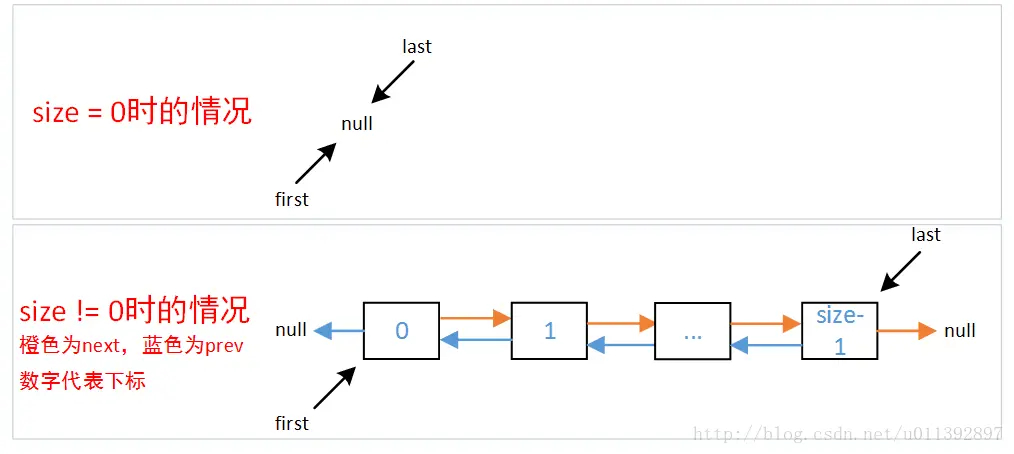 last
size = 0时的情况
null
first
last
size != 0时的情况
橙色为next，蓝色为prev
数字代表下标
null
0
1
...
size-
1
null
first
http://blog.csdn.net/u011392897